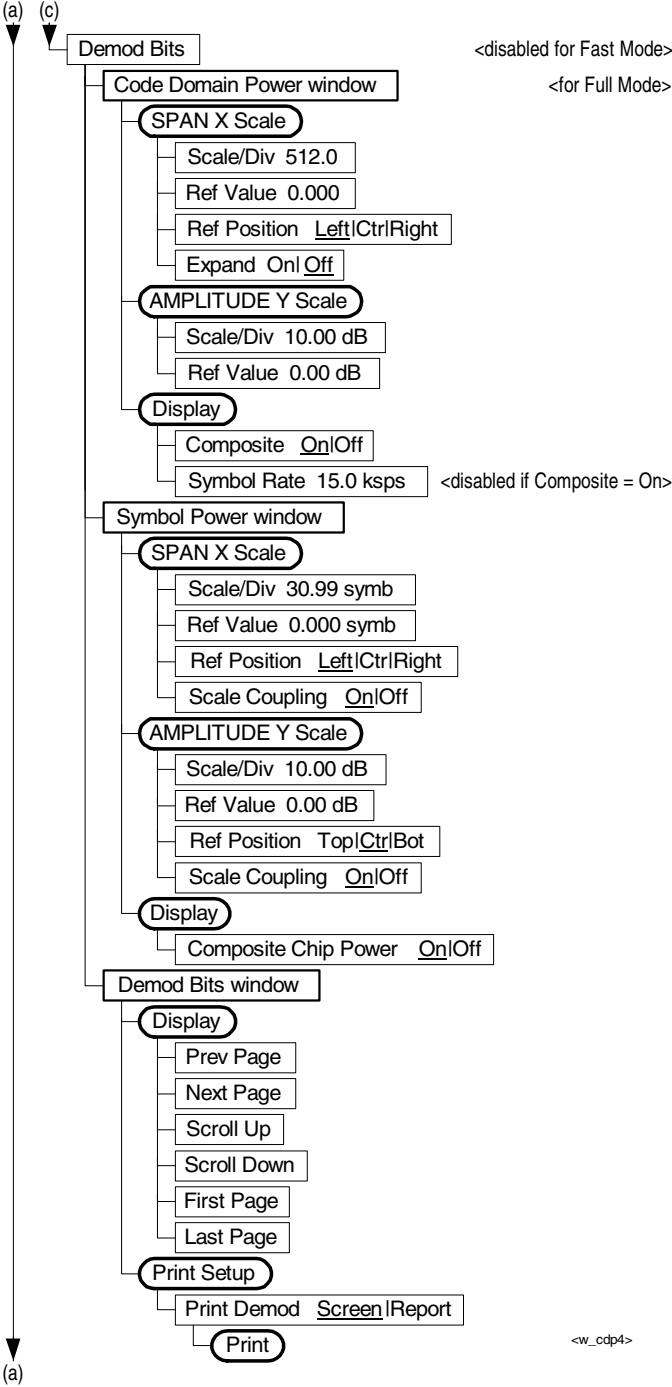 (a) (c)
Demod Bits <disabled for Fast Mode>
Code Domain Power window <for Full Mode>
SPAN X Scale
Scale/Div 512.0
Ref Value 0.000
Ref Position Left|Ctr|Right
Expand On|Off
AMPLITUDE Y Scale
Scale/Div 10.00 dB
Ref Value 0.00 dB
Display
Composite On|Off
Symbol Rate 15.0 ksps <disabled if Composite = On>
Symbol Power window
SPAN X Scale
Scale/Div 30.99 symb
Ref Value 0.000 symb
Ref Position Left|Ctr|Right
Scale Coupling On|Off
AMPLITUDE Y Scale
Scale/Div 10.00 dB
Ref Value 0.00 dB
Ref Position Top|Ctr|Bot
Scale Coupling On|Off
Display
Composite Chip Power On|Off
Demod Bits window
Display
Prev Page
Next Page
Scroll Up
Scroll Down
First Page
Last Page
Print Setup
Print Demod Screen|Report
Print <w_cdp4>
(a)